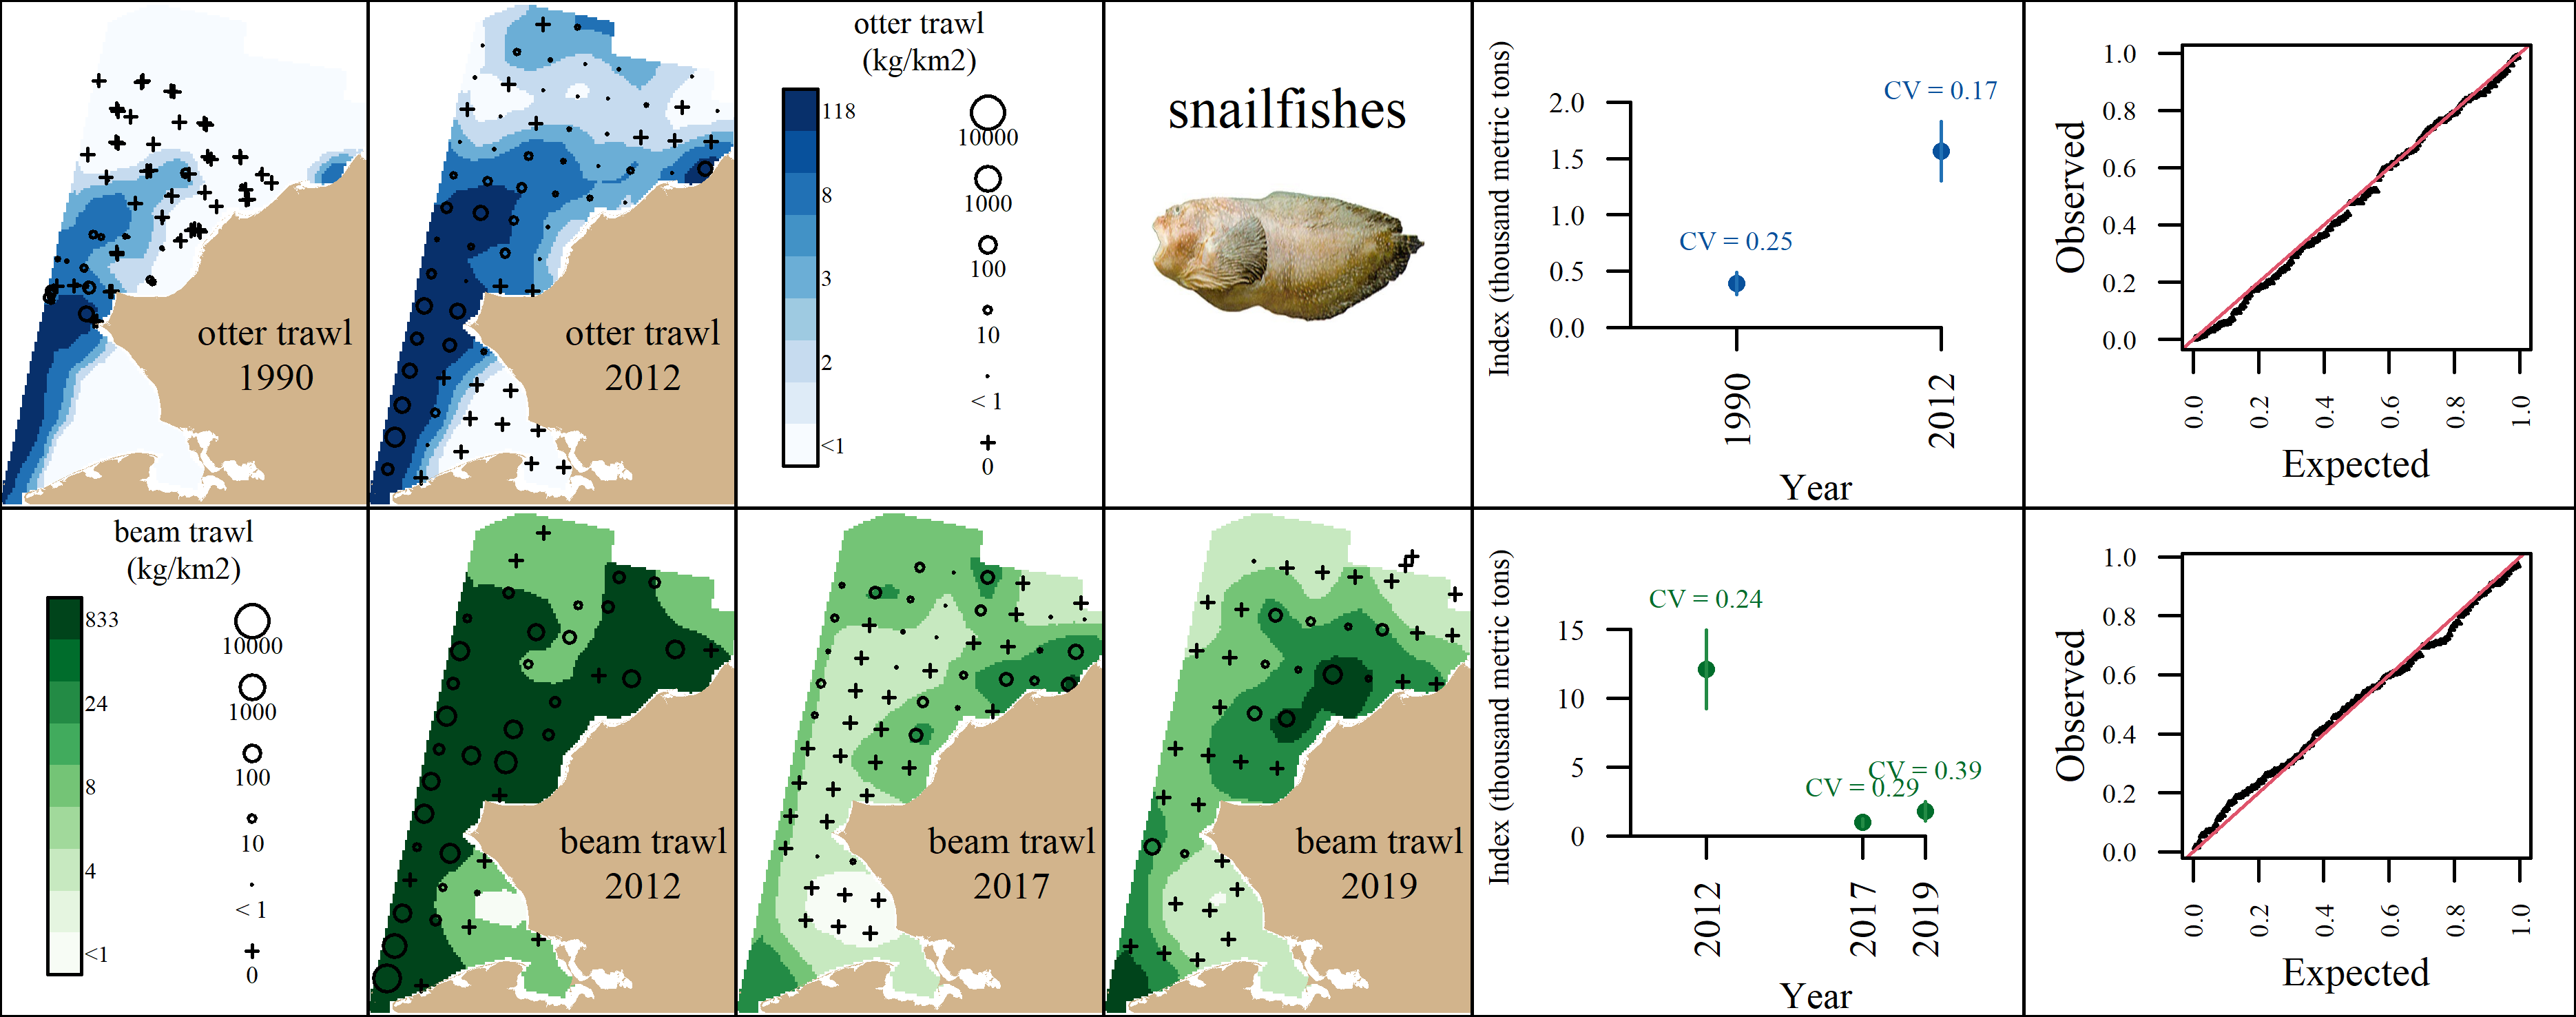 otter trawl
1990
otter trawl
2012
otter trawl
(kg/km2)
118
8
3
2
<1
10000
1000
100
10
< 1
0
snailfishes
Index (thousand metric tons)
2.0
1.5
1.0
0.5
0.0
CV = 0.25
CV = 0.17
1990
2012
Year
Observed
1.0
0.8
0.6
0.4
0.2
0.0
0.0
0.2
0.4
0.6
0.8
1.0
Expected
beam trawl
(kg/km2)
833
24
8
4
<1
10000
1000
100
10
< 1
0
beam trawl
2012
beam trawl
2017
beam trawl
2019
Index (thousand metric tons)
15
10
5
0
CV = 0.24
CV = 0.29
CV = 0.39
2012
2017
2019
Year
Observed
1.0
0.8
0.6
0.4
0.2
0.0
0.0
0.2
0.4
0.6
0.8
1.0
Expected